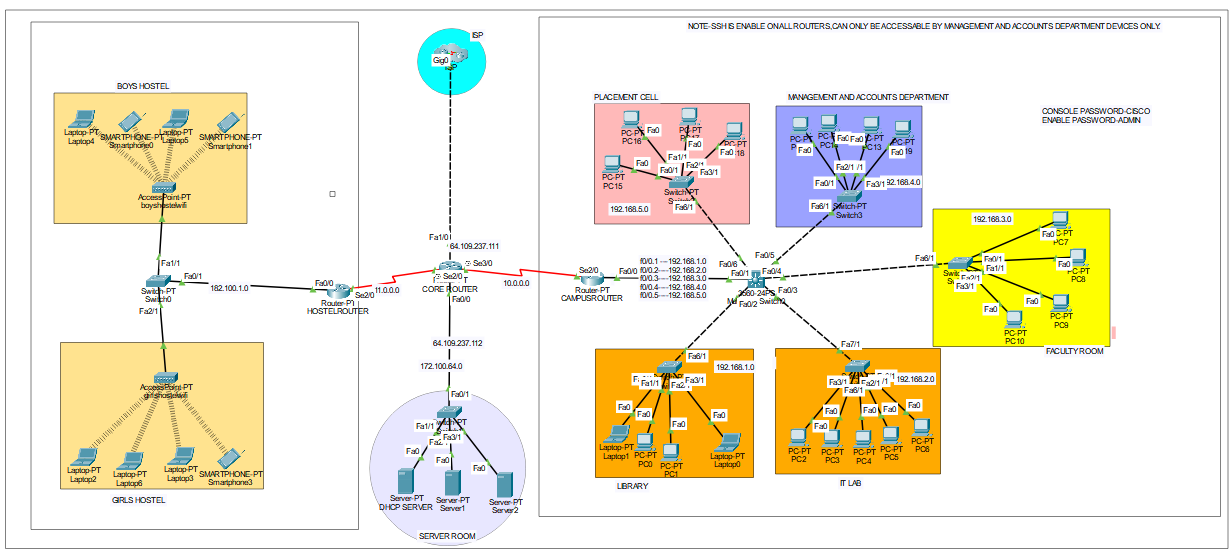 NOTE-SSH IS ENABLE ON ALL ROUTERS,CAN ONLY BE ACCESSABLE BY MANAGEMENT AND ACCOUNTS DEPARTMENT DEVICES ONLY.
CONSOLE PASSWORD-CISCO
ENABLE PASSWORD-ADMIN
BOYS HOSTEL
Laptop-PT
Laptop4
SMARTPHONE-PT
Smartphone0
Laptop-PT
Laptop5
SMARTPHONE-PT
Smartphone1
AccessPoint-PT
boyshostelwifi
Fa1/1
Fa0/1
Switch-PT
Switch0
Fa2/1
182.100.1.0
Fa0/0
Se2/0
Router-PT
HOSTELROUTER
11.0.0.0
AccessPoint-PT
girlshostelwifi
Laptop-PT
Laptop2
Laptop-PT
Laptop6
Laptop-PT
Laptop3
SMARTPHONE-PT
Smartphone3
GIRLS HOSTEL
ISP
Gig0
ISP
Fa1/0
64.109.237.111
Se3/0
Se2/0
CORE ROUTER
Fa0/0
10.0.0.0
64.109.237.112
172.100.64.0
Fa0/1
Fa1/1
Fa3/1
Fa0
Fa0
Fa0
Server-PT
DHCP SERVER
Server-PT
Server1
Server-PT
Server2
SERVER ROOM
Se2/0
Fa0/0
Router-PT
CAMPUSROUTER
f0/0.1---192.168.1.0
f0/0.2---192.168.2.0
f0/0.3---192.168.3.0
f0/0.4---192.168.4.0
f0/0.5---192.168.5.0
Fa0/6
Fa0/5
Fa0/1
Fa0/4
Fa0/2
Fa0/3
3560-24PS
PLACEMENT CELL
PC-PT
PC16
Fa0
PC-PT
Fa0
Fa0
Fa0
PC-PT
PC15
Fa1/1
Fa0/1
Fa2/1
Fa3/1
Switch-PT
Fa6/1
192.168.5.0
MANAGEMENT AND ACCOUNTS DEPARTMENT
PC-PT
PC-PT
PC-PT
PC13
PC-PT
Fa0
Fa0
Fa0
Fa0
Fa0/1
Fa2/1
Fa3/1
192.168.4.0
Fa6/1
Switch-PT
Switch3
192.168.3.0
Fa6/1
Fa0/1
Fa1/1
Fa2/1
Fa3/1
Fa0
PC7
Fa0
PC-PT
PC8
Fa0
PC-PT
PC9
Fa0
PC-PT
PC10
FACULTY ROOM
Fa6/1
192.168.1.0
Fa1/1
Fa3/1
Fa0
Fa0
Fa0
Fa0
Laptop-PT
Laptop1
PC-PT
PC0
PC-PT
PC1
Laptop-PT
Laptop0
LIBRARY
Fa7/1
192.168.2.0
Fa3/1
Fa2/1
Fa6/1
Fa0
Fa0
Fa0
Fa0
Fa0
PC-PT
PC2
PC-PT
PC3
PC-PT
PC4
PC-PT
PC5
PC-PT
PC6
IT LAB